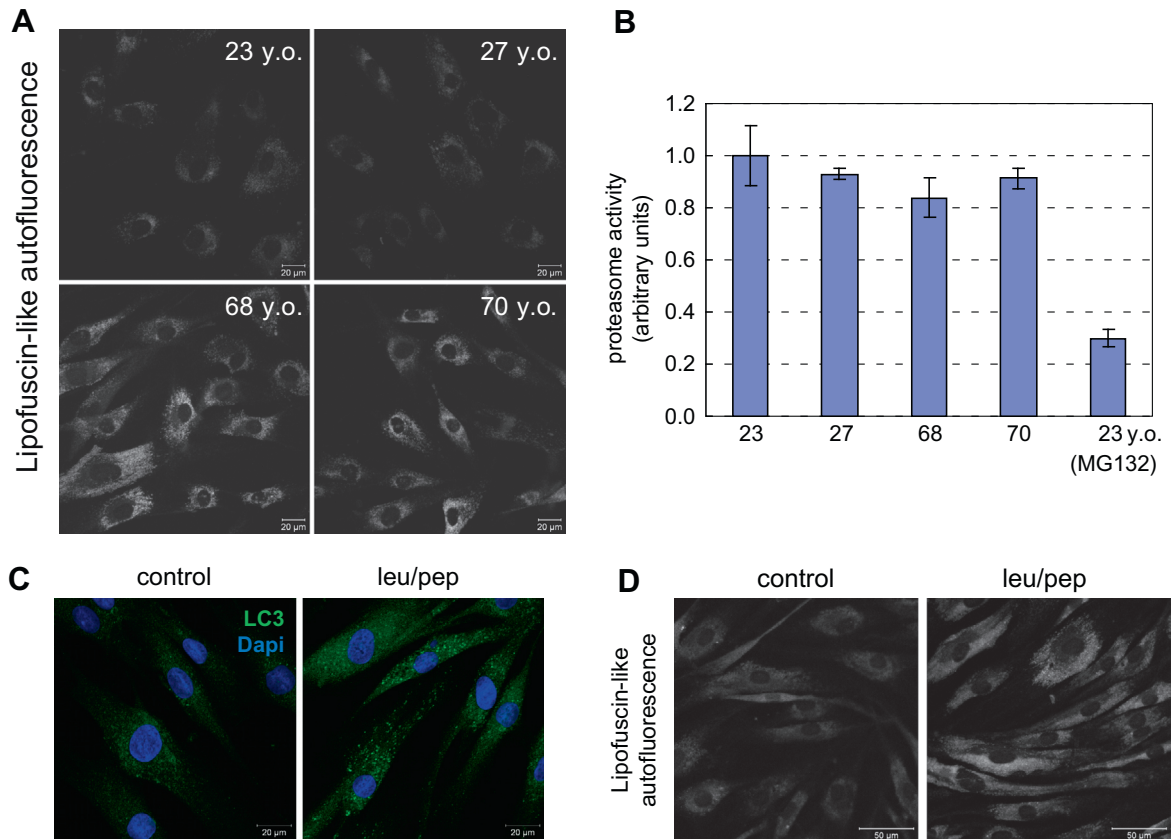 A
Lipofuscin-like autofluorescence
23 y.o.
27 y.o.
20 µm
20 µm
68 y.o.
70 y.o.
20 µm
20 µm
B
proteasome activity
(arbitrary units)
1.2
1.0
0.8
0.6
0.4
0.2
0.0
23
27
68
70
23 y.o.
(MG132)
C
control
leu/pep
LC3
Dapi
20 µm
20 µm
D
control
leu/pep
Lipofuscin-like
autofluorescence
50 µm
50 µm